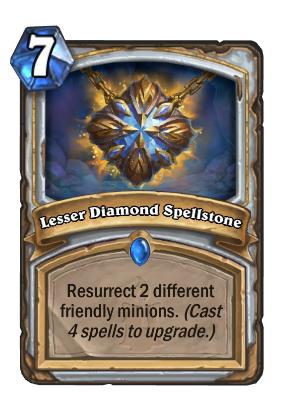 7
Lesser Diamond Spellstone
Resurrect 2 different
friendly minions. (Cast
4 spells to upgrade.)